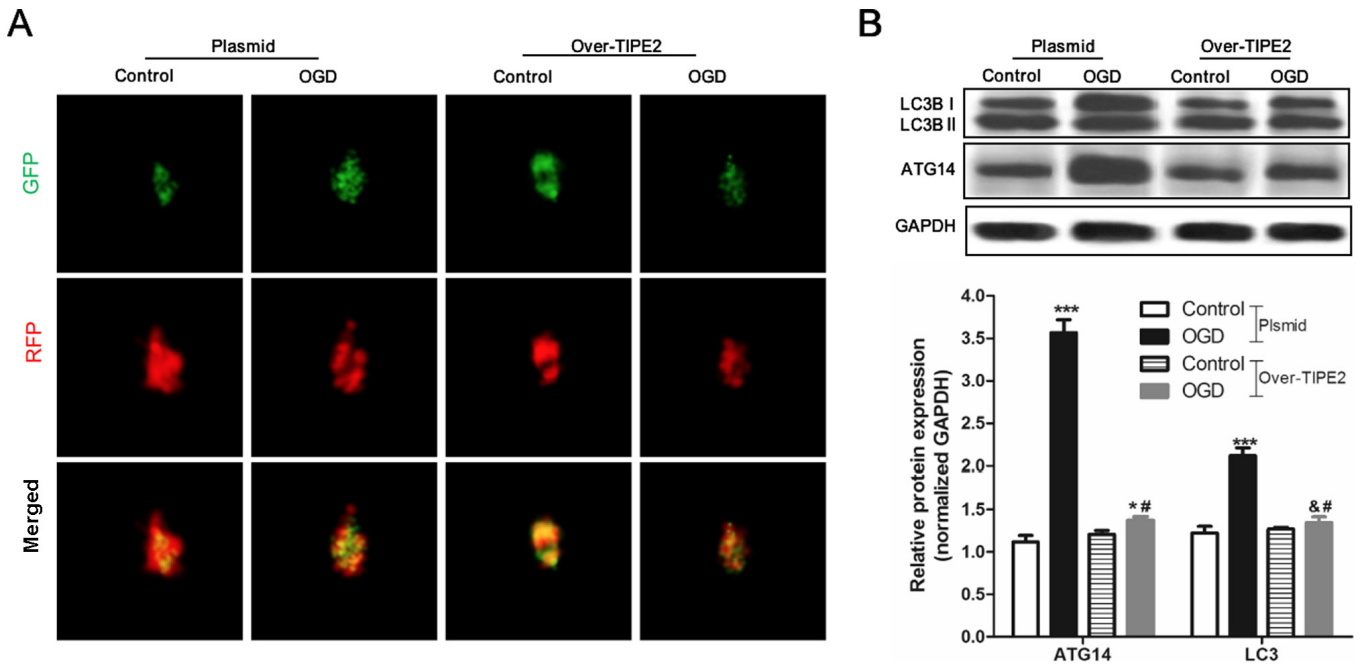 A
Plasmid
Over-TIPE2
Control
OGD
Control
OGD
GFP
RFP
Merged
B
Plasmid
Over-TIPE2
Control
OGD
Control
OGD
LC3B I
LC3B II
ATG14
GAPDH
Relative protein expression
(normalized GAPDH)
4.0
3.5
3.0
2.5
2.0
1.5
1.0
0.5
0.0
***
* #
***
& #
Control
OGD
Plsmid
Control
OGD
Over-TIPE2
ATG14
LC3